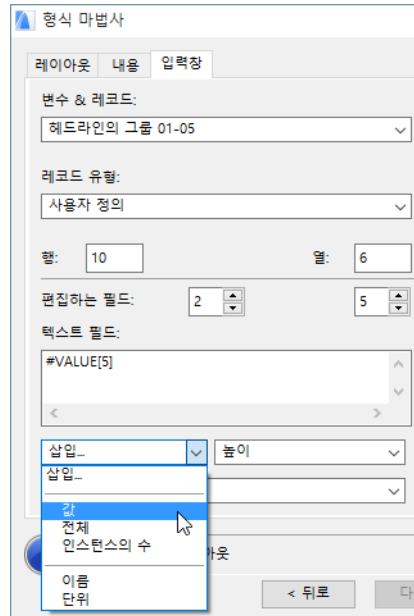 형식 마법사
레이아웃 내용 입력창
변수 & 레코드:
헤드라인의 그룹 01-05
레코드 유형:
사용자 정의
행: 10 열: 6
편집하는 필드: 2 5
텍스트 필드:
#VALUE[5]
삽입... 높이
삽입...
값
전체
인스턴스의 수
이름
단위
아웃
< 뒤로